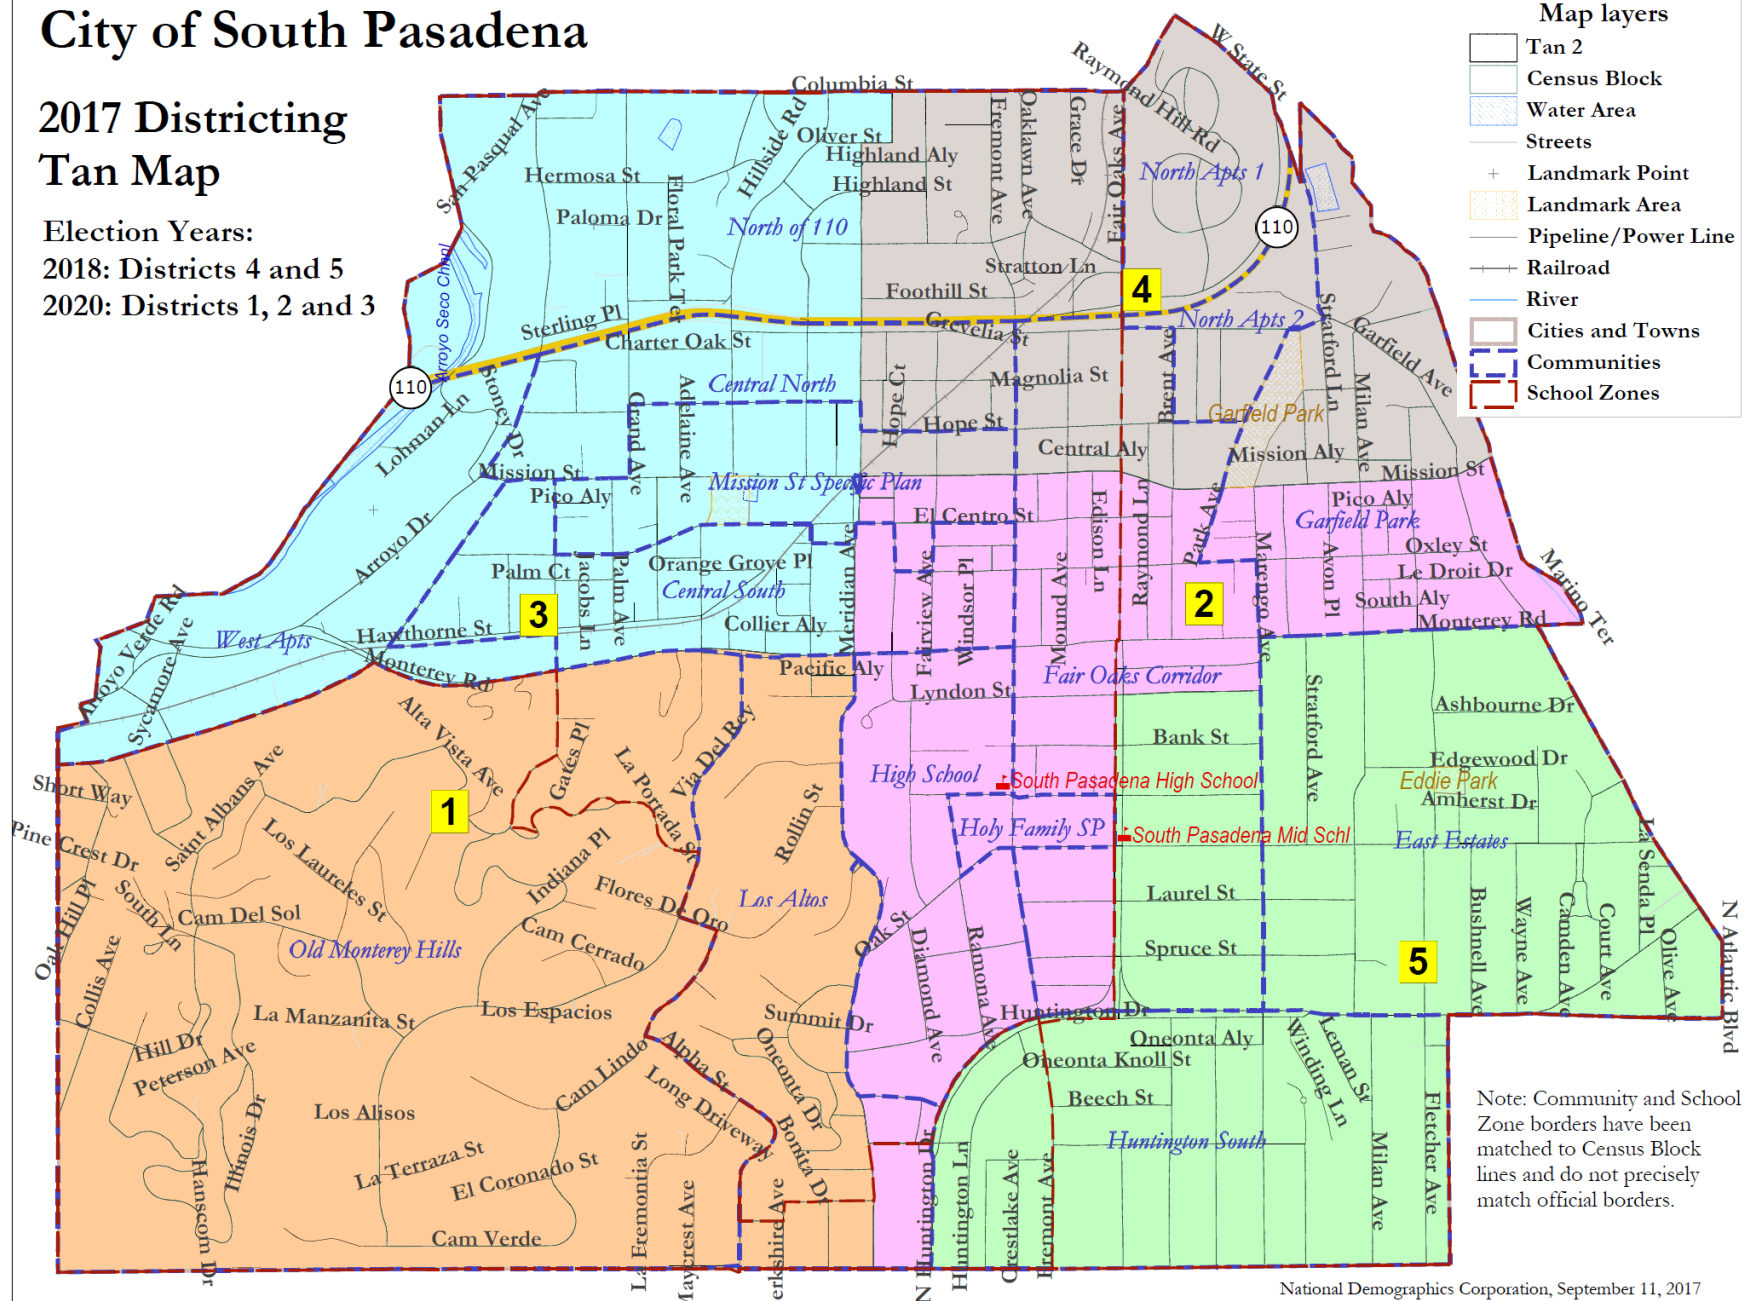 City of South Pasadena
2017 Districting
Tan Map
Election Years:
2018: Districts 4 and 5
2020: Districts 1, 2 and 3
Map layers
Tan 2
Census Block
Water Area
Streets
Landmark Point
Landmark Area
Pipeline/Power Line
Railroad
River
Cities and Towns
Communities
School Zones
W State St
Raymond Hill Rd
Columbia St
San Pasqual Ave
Hillside Rd
Oliver St
Highland Aly
Highland St
Fremont Ave
Oaklawn Ave
Grace Dr
Fair Oaks Ave
North Apts 1
Hermosa St
Floral Park Ter
Paloma Dr
North of 110
110
Arroyo Seco Chnnl
Stratton Ln
Foothill St
4
Sterling Pl
Grevelia St
North Apts 2
Stratford Ln
Garfield Ave
Charter Oak St
110
Stoney Dr
Central North
Hope Ct
Magnolia St
Brent Ave
Milan Ave
Lohman Ln
Grand Ave
Adelaine Ave
Hope St
Garfield Park
Central Aly
Mission Aly
Mission St
Mission St
Pico Aly
Mission St Specific Plan
Pico Aly
Edison Ln
Raymond Ln
Park Ave
El Centro St
Garfield Park
Arroyo Dr
Meridian Ave
Oxley St
Orange Grove Pl
Palm Ct
Jacobs Ln
Palm Ave
Central South
Fairview Ave
Windsor Pl
Mound Ave
Marengo Ave
Avon Pl
Le Droit Dr
Marino Ter
3
2
South Aly
Monterey Rd
Collier Aly
Hawthorne St
West Apts
Arroyo Verde Rd
Sycamore Ave
Monterey Rd
Pacific Aly
Fair Oaks Corridor
Lyndon St
Stratford Ave
Ashbourne Dr
Alta Vista Ave
Gates Pl
La Portada St
Via Del Rey
Bank St
Edgewood Dr
High School
South Pasadena High School
Eddie Park
Amherst Dr
Short Way
Saint Albans Ave
1
Rollin St
Holy Family SP
South Pasadena Mid Schl
East Estates
La Senda Pl
Pine Crest Dr
Los Laureles St
Indiana Pl
Flores De Oro
Los Altos
Laurel St
Bushnell Ave
Wayne Ave
Camden Ave
Court Ave
Olive Ave
N Atlantic Blvd
Oak Hill Pl
South Ln
Cam Del Sol
Cam Cerrado
Oak St
Diamond Ave
Ramona Ave
Spruce St
5
Old Monterey Hills
Collis Ave
La Manzanita St
Los Espacios
Summit Dr
Huntington Dr
Hill Dr
Peterson Ave
Cam Lindo
Alpha St
Oneonta Dr
Oneonta Aly
Oneonta Knoll St
Winding Ln
Leman St
Long Driveway
Beech St
Los Alisos
Illinois Dr
Bonita Dr
Huntington South
Fletcher Ave
Milan Ave
Hanscom Dr
La Terraza St
El Coronado St
La Fremontia St
Maycrest Ave
erkshire Ave
N Huntington Dr
Huntington Ln
Crestlake Ave
Fremont Ave
Cam Verde
Note: Community and School
Zone borders have been
matched to Census Block
lines and do not precisely
match official borders.
National Demographics Corporation, September 11, 2017